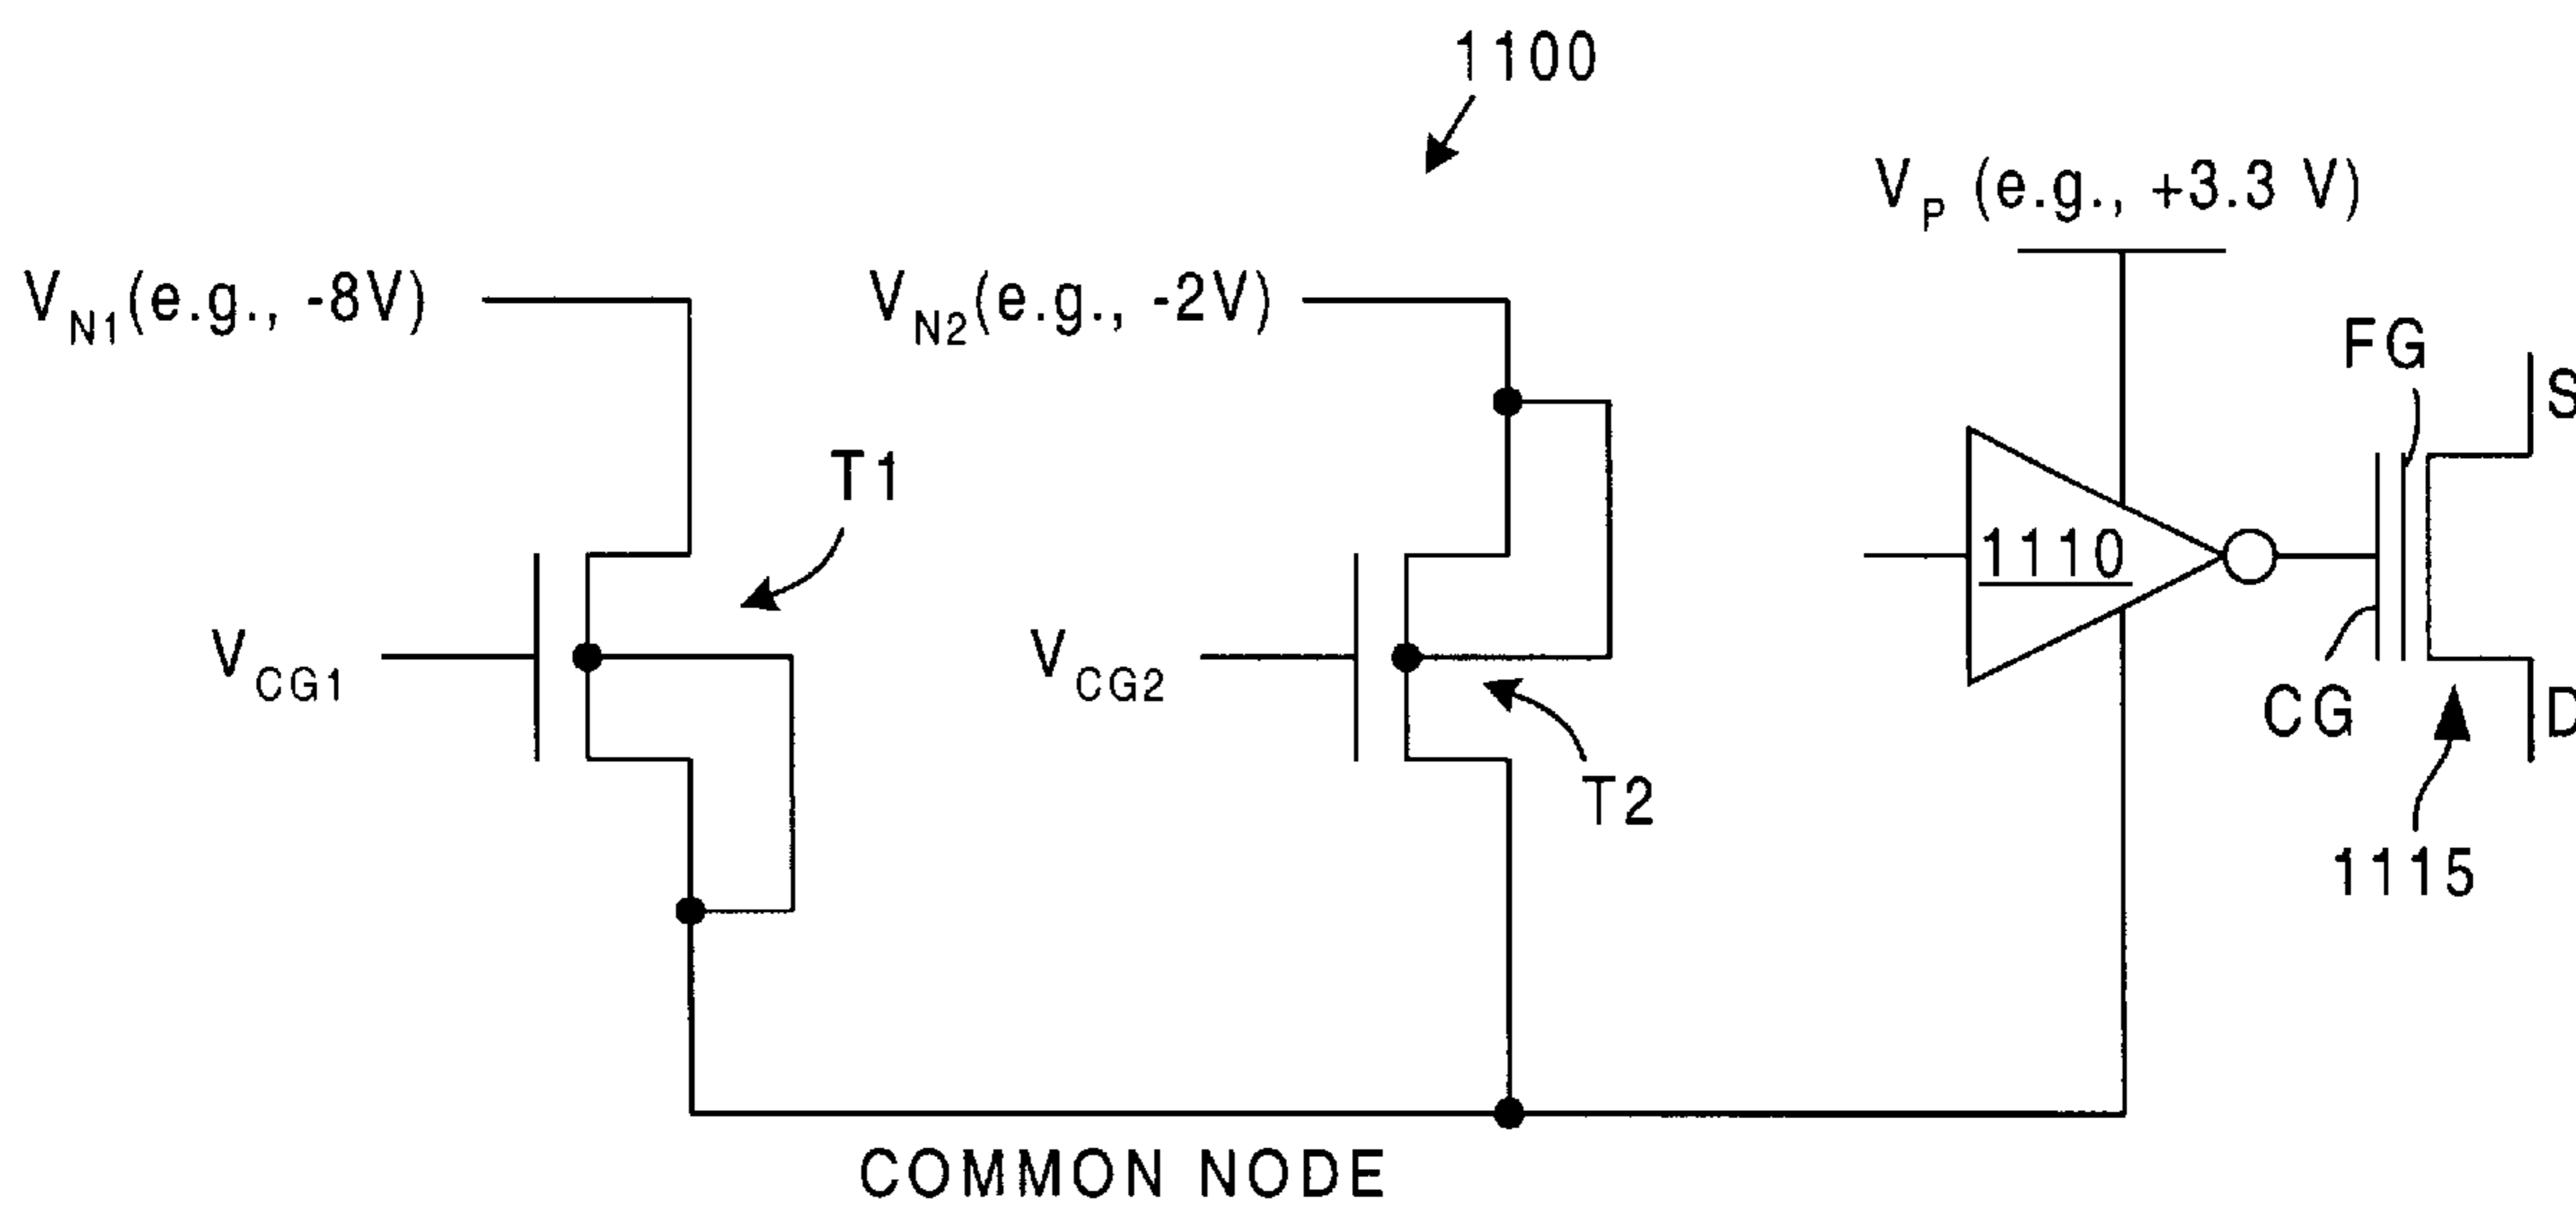 1100
V_P (e.g., +3.3 V)
V_N1(e.g., -8V)
V_N2(e.g., -2V)
FG
S
T1
1110
V_CG1
V_CG2
CG
D
T2
1115
COMMON NODE